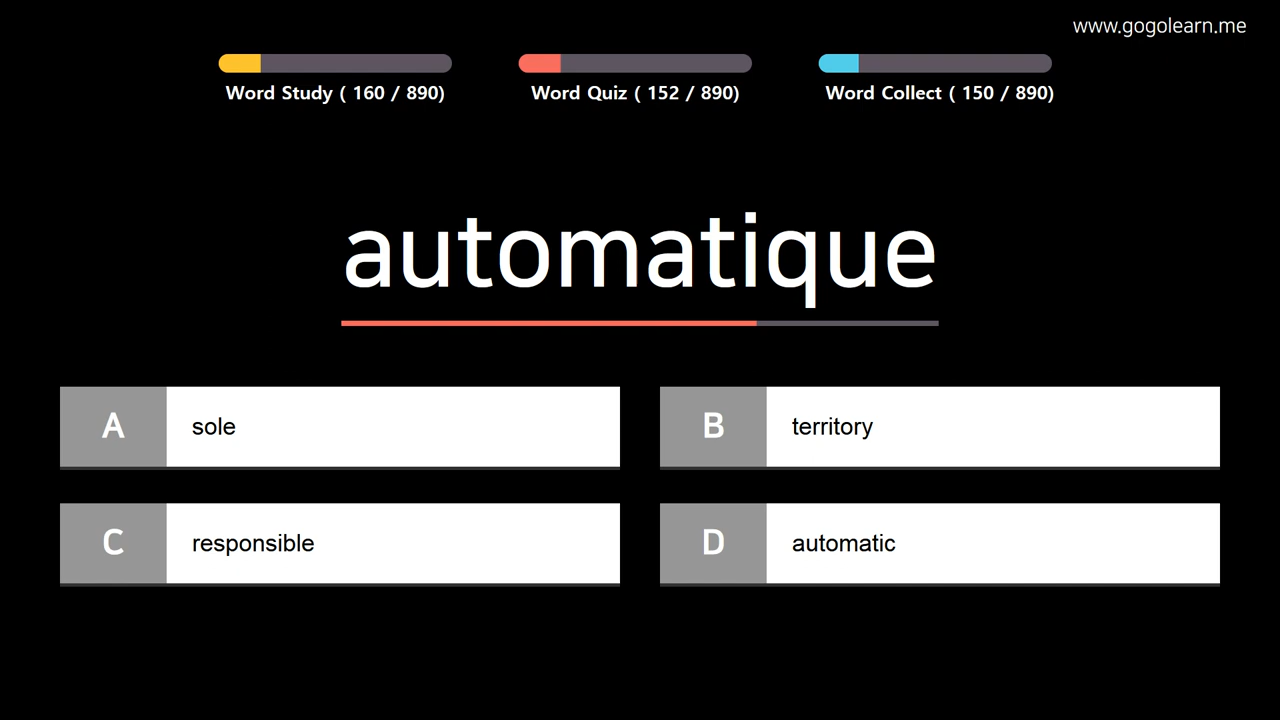 www.gogolearn.me
Word Study ( 160 / 890)
Word Quiz ( 152 / 890)
Word Collect ( 150 / 890)
automatique
A sole
B territory
C responsible
D automatic